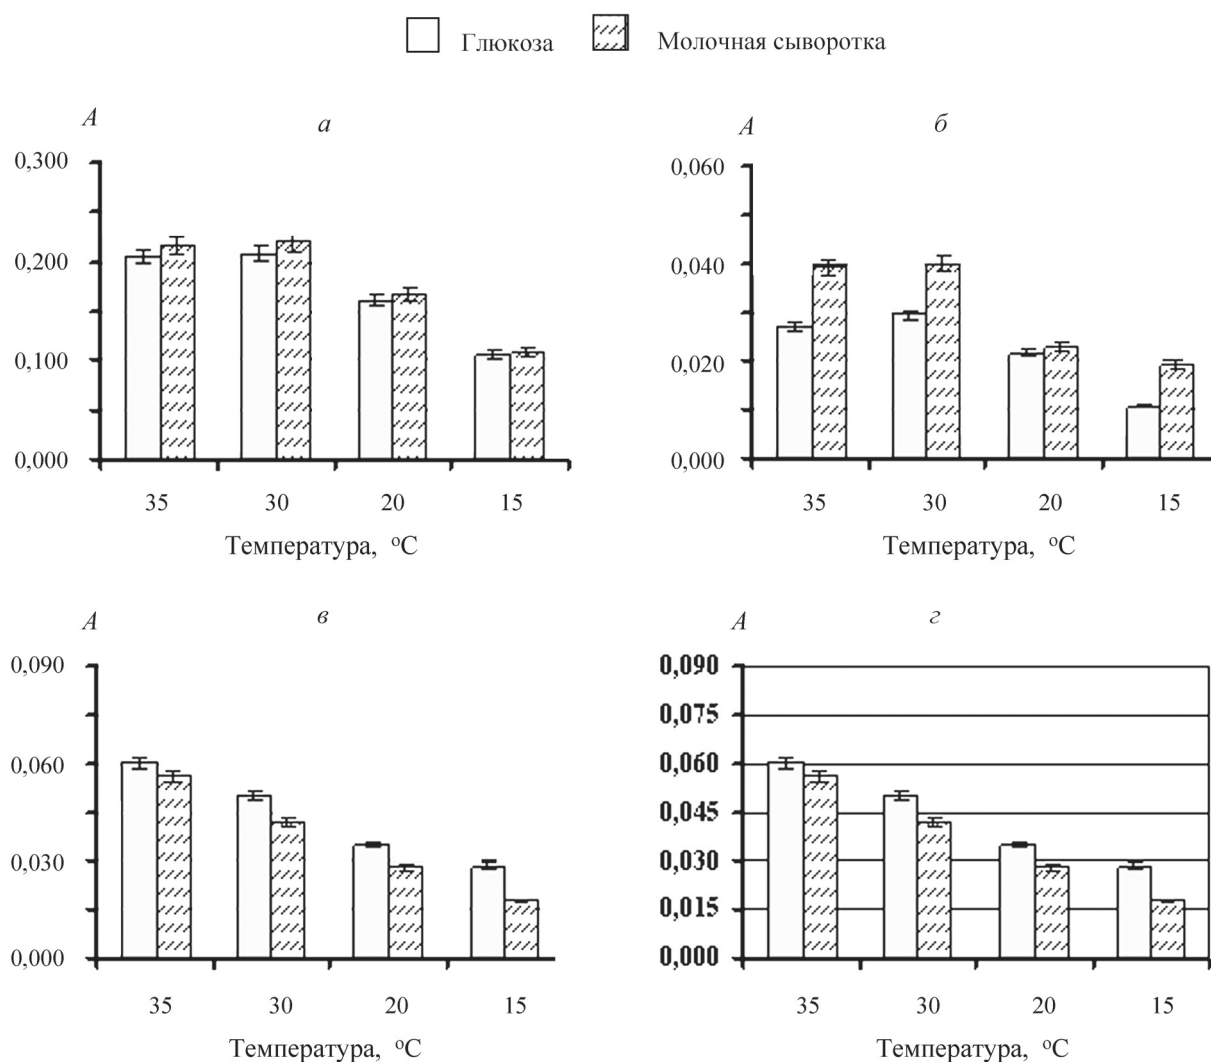 Глюкоза
Молочная сыворотка
А
а
0,300
0,200
0,100
0,000
35 30 20 15
Температура, °С
А
б
0,060
0,040
0,020
0,000
35 30 20 15
Температура, °С
А
в
0,090
0,060
0,030
0,000
35 30 20 15
Температура, °С
А
г
0,090
0,075
0,060
0,045
0,030
0,015
0,000
35 30 20 15
Температура, °С